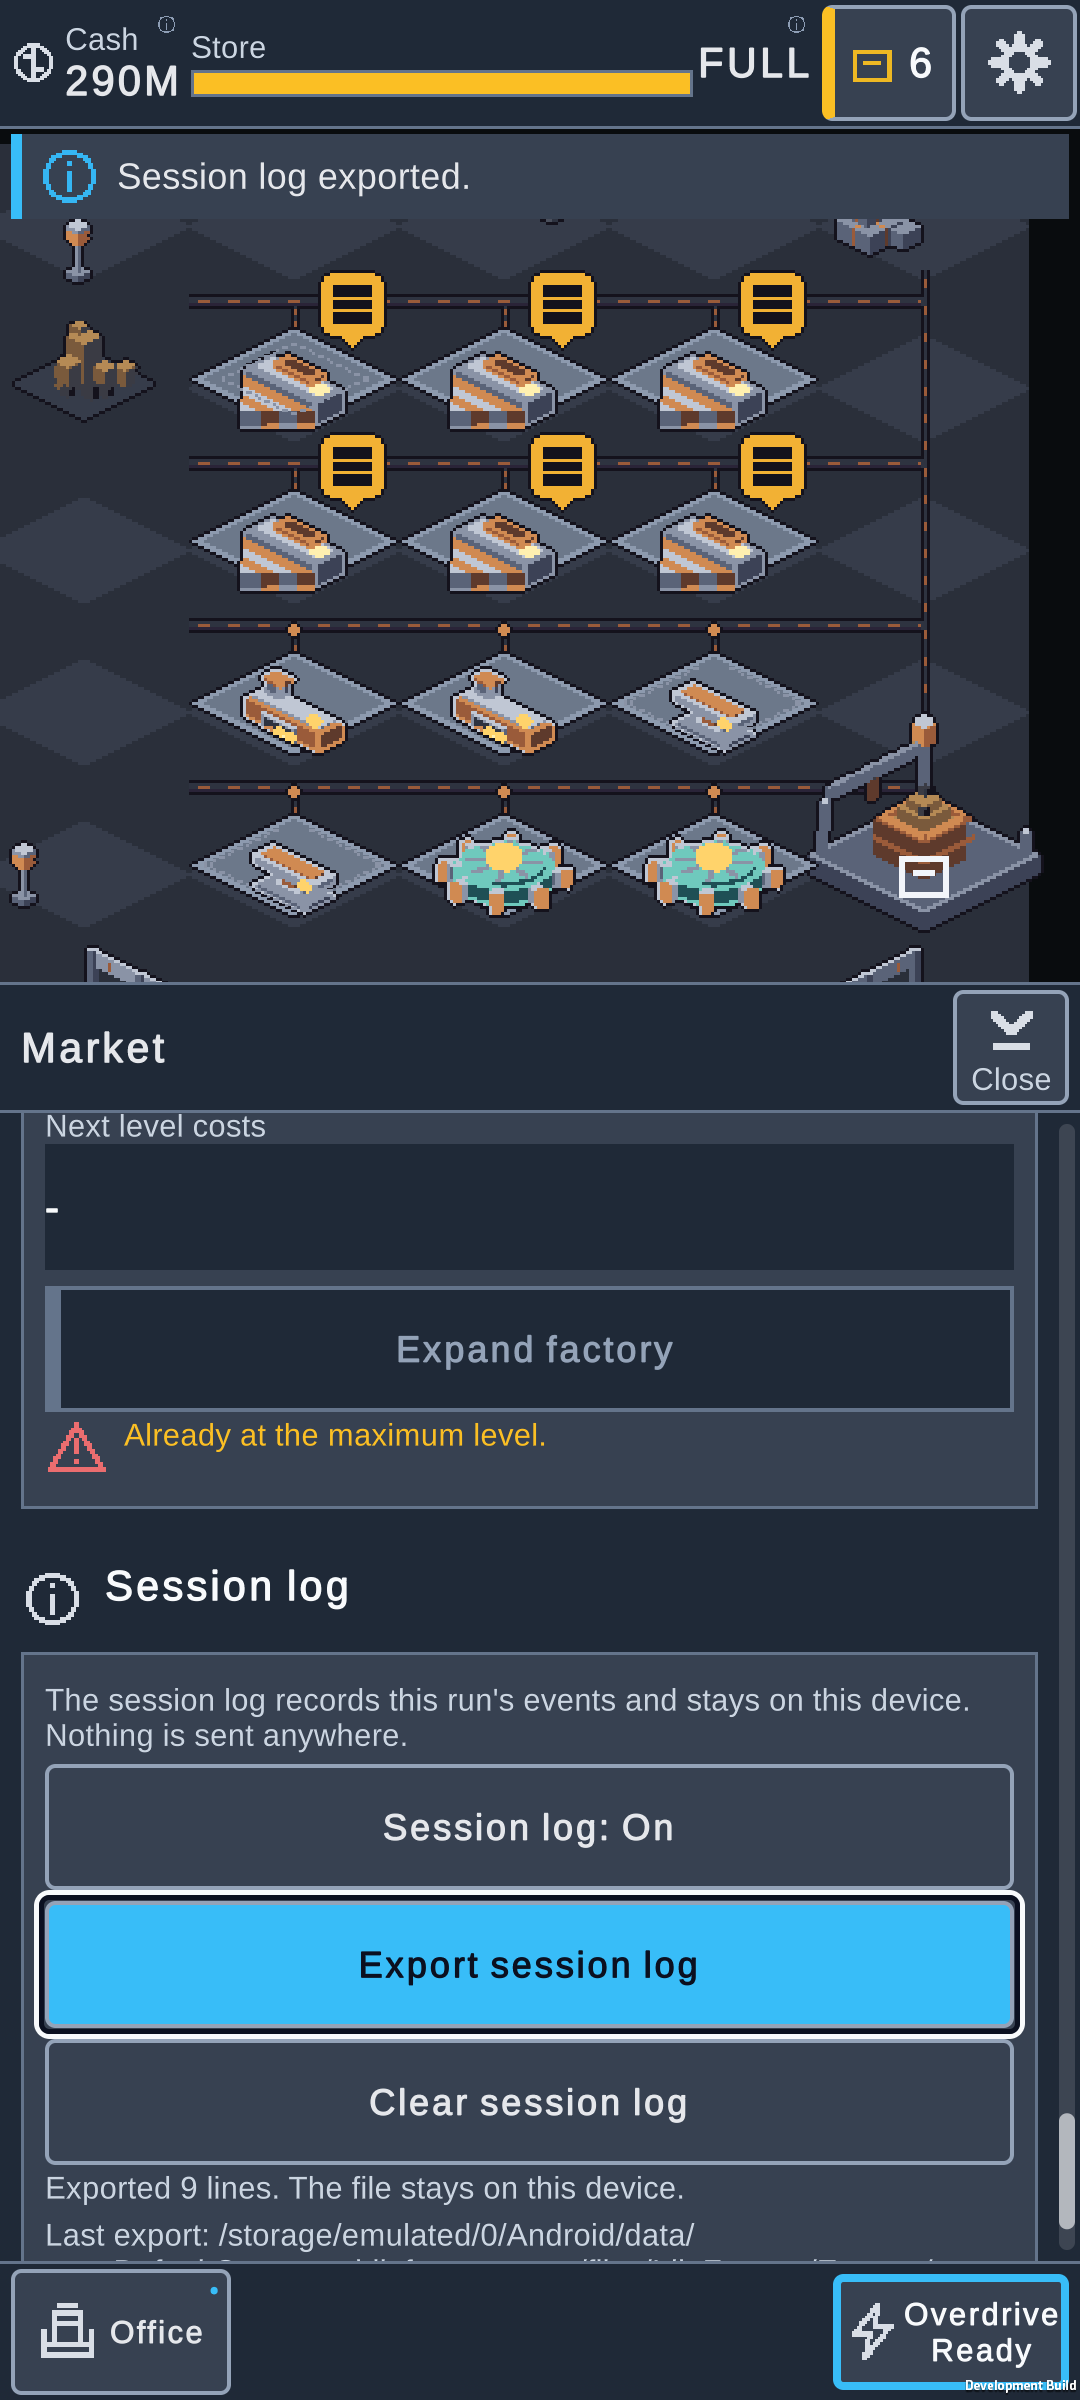 Cash
290M
Store
FULL
6
Session log exported.
Market
Close
Next level costs
-
Expand factory
Already at the maximum level.
Session log
The session log records this run's events and stays on this device.
Nothing is sent anywhere.
Session log: On
Export session log
Clear session log
Exported 9 lines. The file stays on this device.
Last export: /storage/emulated/0/Android/data/
Office
Overdrive
Ready
Development Build